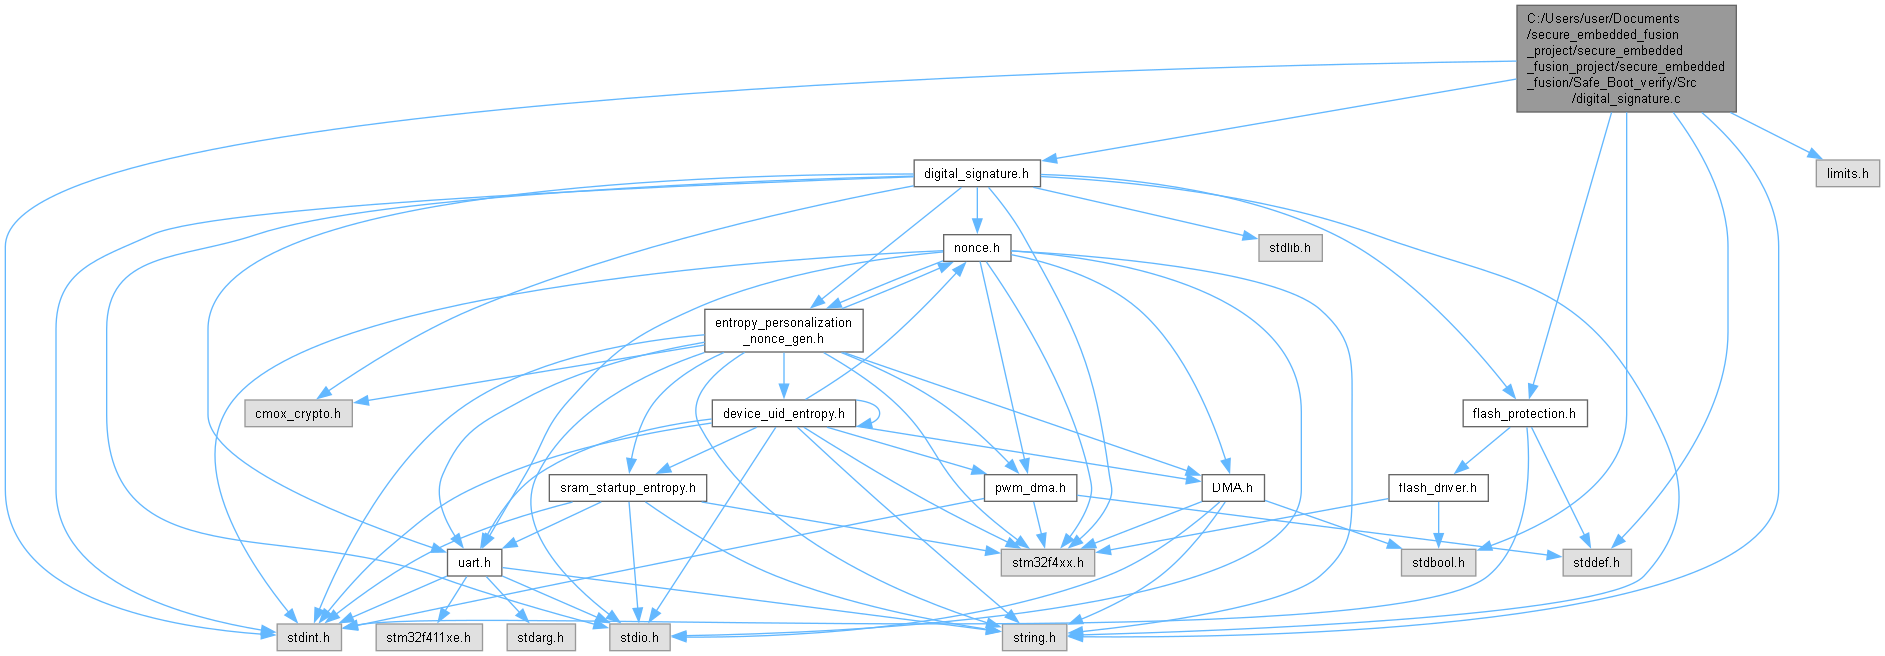 C:/Users/user/Documents
/secure_embedded_fusion
_project/secure_embedded
_fusion_project/secure_embedded
_fusion/Safe_Boot_verify/Src
/digital_signature.c
digital_signature.h
limits.h
nonce.h
stdlib.h
entropy_personalization
_nonce_gen.h
cmox_crypto.h
device_uid_entropy.h
flash_protection.h
sram_startup_entropy.h
pwm_dma.h
DMA.h
flash_driver.h
uart.h
stm32f4xx.h
stdbool.h
stddef.h
stdint.h
stm32f411xe.h
stdarg.h
stdio.h
string.h